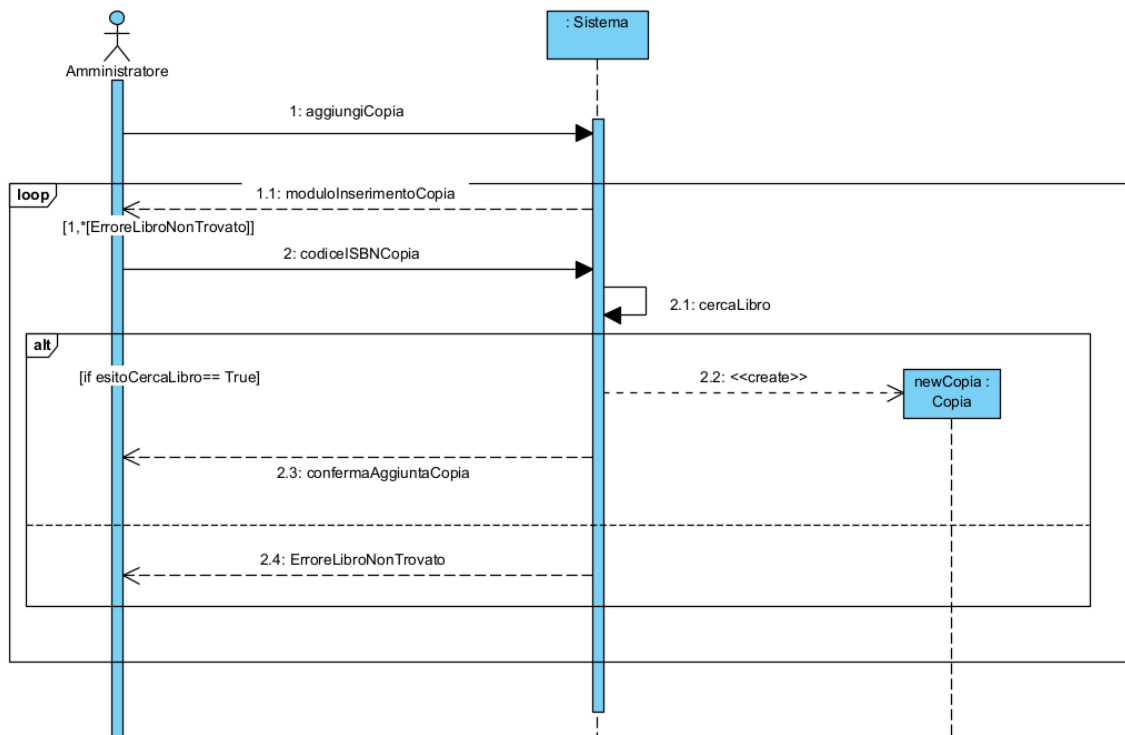 : Sistema
Amministratore
1: aggiungiCopia
loop
1.1: moduloInserimentoCopia
[1,*[ErroreLibroNonTrovato]]
2: codiceISBNCopia
2.1: cercaLibro
alt
[if esitoCercaLibro== True]
2.2: <<create>>
newCopia :
Copia
2.3: confermaAggiuntaCopia
2.4: ErroreLibroNonTrovato